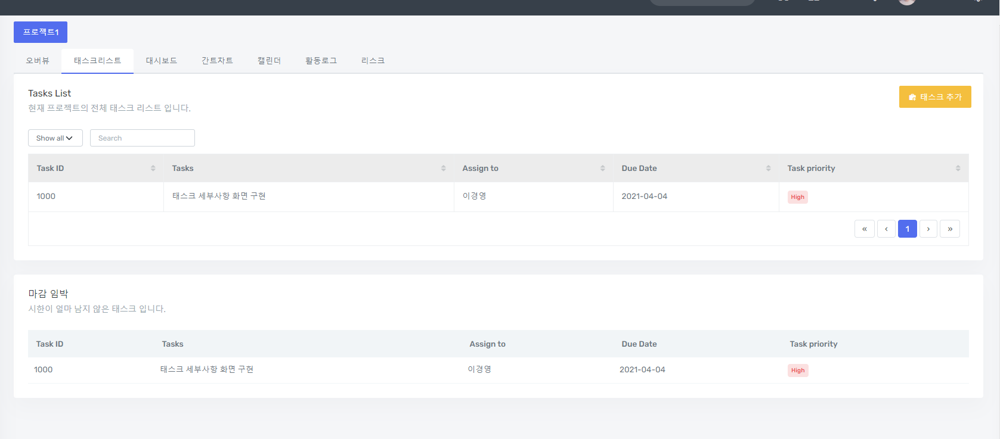 프로젝트1
오버뷰 태스크리스트 대시보드 간트차트 캘린더 활동로그 리스크
Tasks List
태스크 추가
현재 프로젝트의 전체 태스크 리스트 입니다.
Show all Search
Task ID Tasks Assign to Due Date Task priority
1000 태스크 세부사항 화면 구현 이경영 2021-04-04 High
« ‹ 1 › »
마감 임박
시한이 얼마 남지 않은 태스크 입니다.
Task ID Tasks Assign to Due Date Task priority
1000 태스크 세부사항 화면 구현 이경영 2021-04-04 High